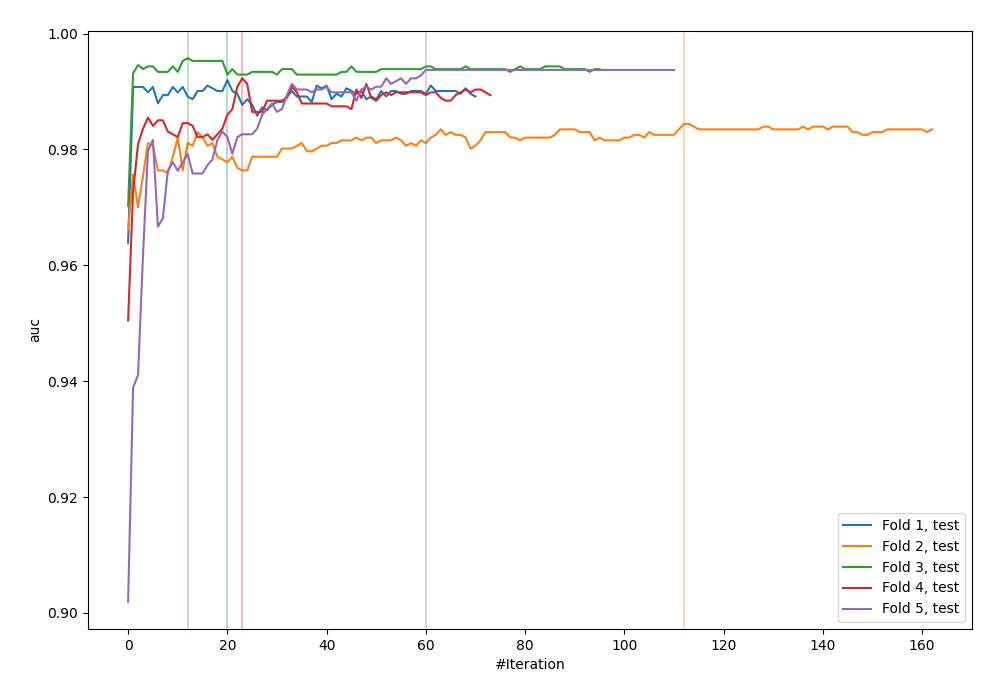 1.00
0.98
0.96
0.94
0.92
0.90
auc
0
20
40
60
80
100
120
140
160
#Iteration
Fold 1, test
Fold 2, test
Fold 3, test
Fold 4, test
Fold 5, test